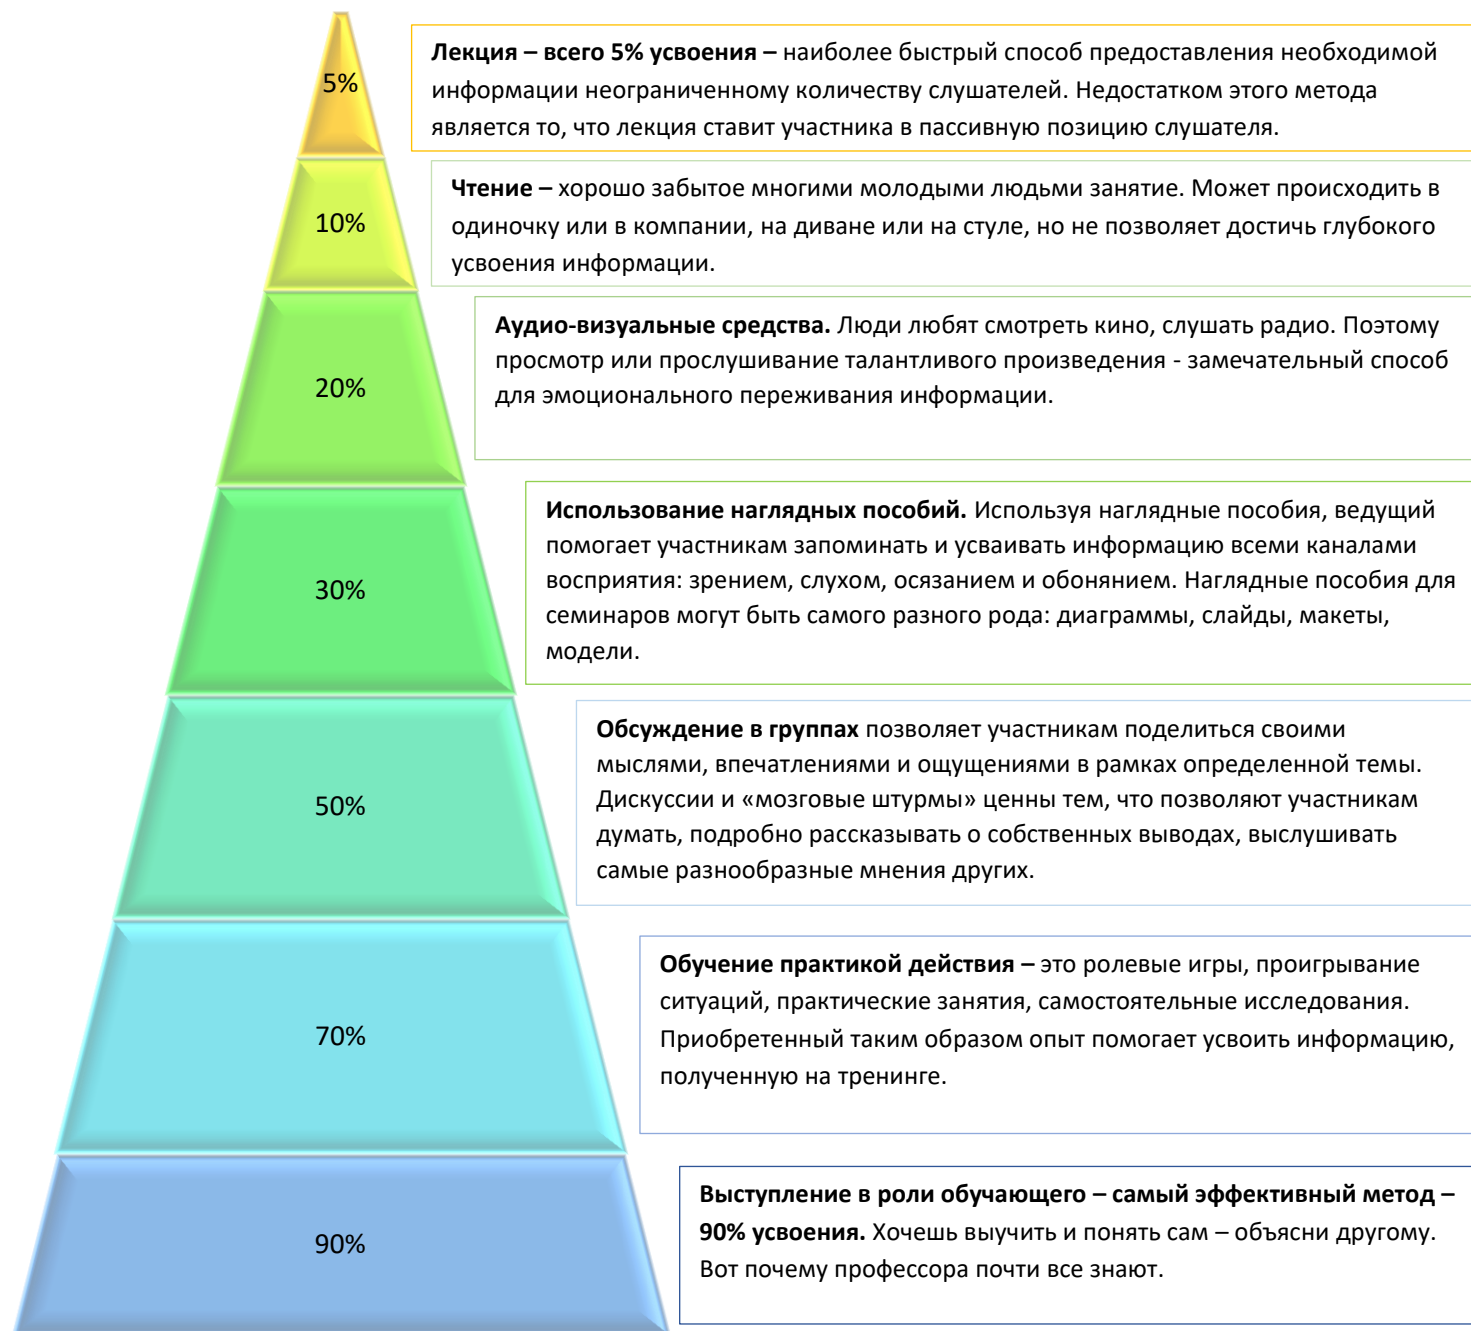 5%
Лекция – всего 5% усвоения – наиболее быстрый способ предоставления необходимой
информации неограниченному количеству слушателей. Недостатком этого метода
является то, что лекция ставит участника в пассивную позицию слушателя.
10%
Чтение – хорошо забытое многими молодыми людьми занятие. Может происходить в
одиночку или в компании, на диване или на стуле, но не позволяет достичь глубокого
усвоения информации.
20%
Аудио-визуальные средства. Люди любят смотреть кино, слушать радио. Поэтому
просмотр или прослушивание талантливого произведения - замечательный способ
для эмоционального переживания информации.
30%
Использование наглядных пособий. Используя наглядные пособия, ведущий
помогает участникам запоминать и усваивать информацию всеми каналами
восприятия: зрением, слухом, осязанием и обонянием. Наглядные пособия для
семинаров могут быть самого разного рода: диаграммы, слайды, макеты,
модели.
50%
Обсуждение в группах позволяет участникам поделиться своими
мыслями, впечатлениями и ощущениями в рамках определенной темы.
Дискуссии и «мозговые штурмы» ценны тем, что позволяют участникам
думать, подробно рассказывать о собственных выводах, выслушивать
самые разнообразные мнения других.
70%
Обучение практикой действия – это ролевые игры, проигрывание
ситуаций, практические занятия, самостоятельные исследования.
Приобретенный таким образом опыт помогает усвоить информацию,
полученную на тренинге.
90%
Выступление в роли обучающего – самый эффективный метод –
90% усвоения. Хочешь выучить и понять сам – объясни другому.
Вот почему профессора почти все знают.